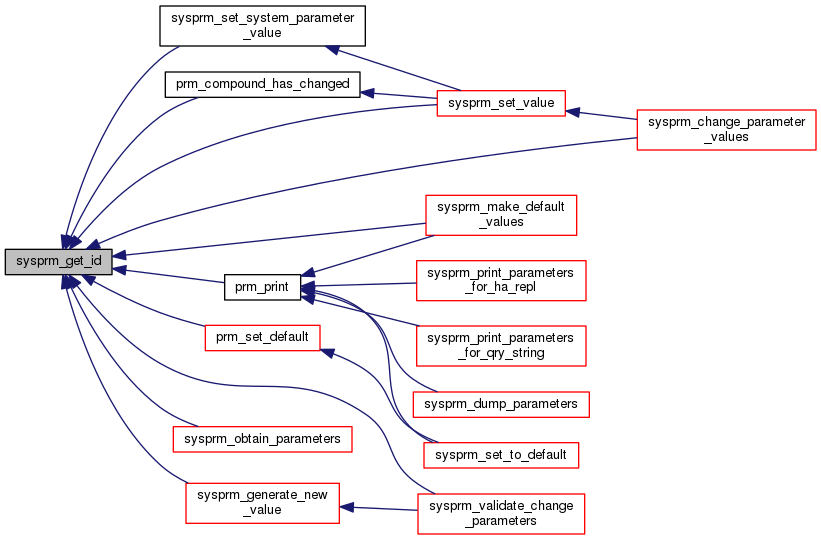 sysprm_set_system_parameter
_value
prm_compound_has_changed
sysprm_set_value
sysprm_change_parameter
_values
sysprm_make_default
_values
sysprm_get_id
prm_print
sysprm_print_parameters
_for_ha_repl
prm_set_default
sysprm_print_parameters
_for_qry_string
sysprm_dump_parameters
sysprm_obtain_parameters
sysprm_set_to_default
sysprm_generate_new
_value
sysprm_validate_change
_parameters